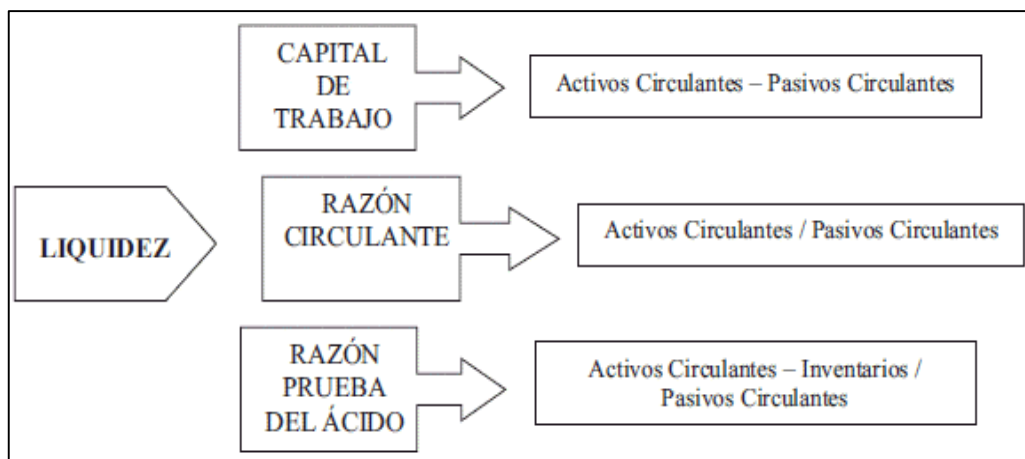 CAPITAL
DE
TRABAJO
Activos Circulantes – Pasivos Circulantes
LIQUIDEZ
RAZÓN
CIRCULANTE
Activos Circulantes / Pasivos Circulantes
RAZÓN
PRUEBA
DEL ÁCIDO
Activos Circulantes – Inventarios /
Pasivos Circulantes